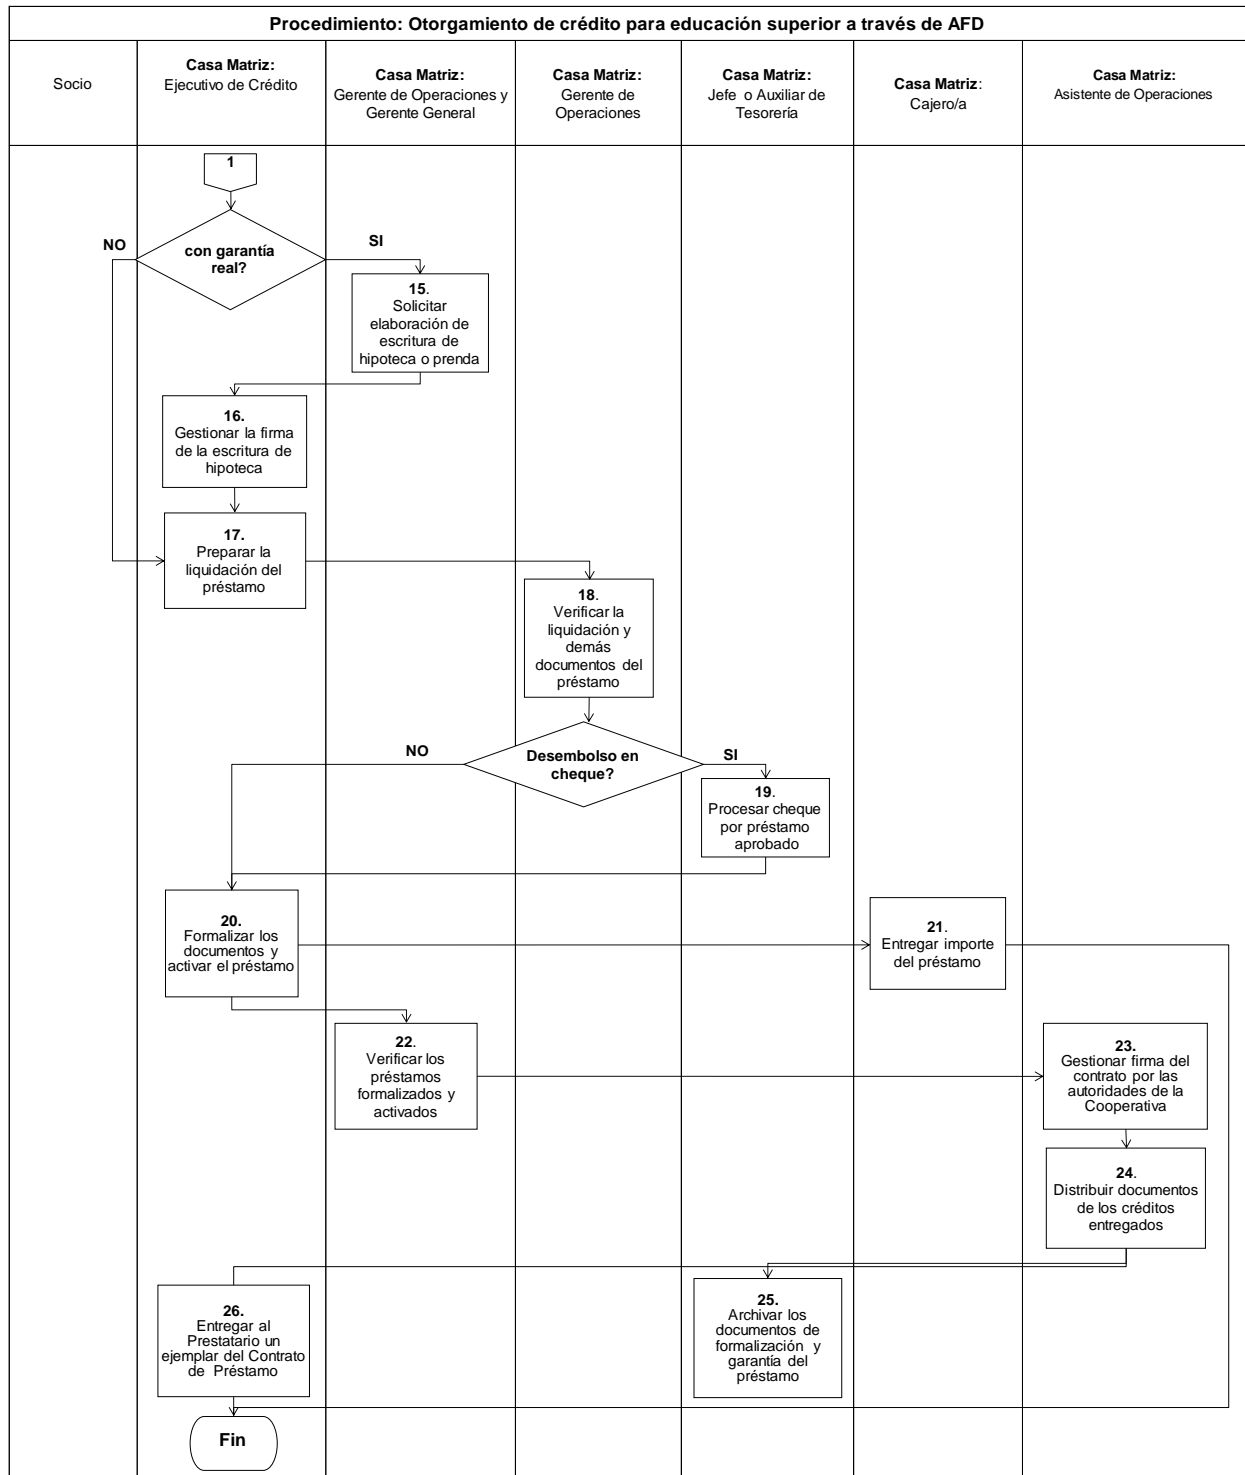 Procedimiento: Otorgamiento de crédito para educación superior a través de AFD
Socio
Casa Matriz:
Ejecutivo de Crédito
Casa Matriz:
Gerente de Operaciones y
Gerente General
Casa Matriz:
Gerente de
Operaciones
Casa Matriz:
Jefe o Auxiliar de
Tesorería
Casa Matriz:
Cajero/a
Casa Matriz:
Asistente de Operaciones
1
con garantía
real?
NO
SI
15.
Solicitar
elaboración de
escritura de
hipoteca o prenda
16.
Gestionar la firma
de la escritura de
hipoteca
17.
Preparar la
liquidación del
préstamo
18.
Verificar la
liquidación y
demás
documentos del
préstamo
Desembolso en
cheque?
NO
SI
19.
Procesar cheque
por préstamo
aprobado
20.
Formalizar los
documentos y
activar el préstamo
21.
Entregar importe
del préstamo
22.
Verificar los
préstamos
formalizados y
activados
23.
Gestionar firma del
contrato por las
autoridades de la
Cooperativa
24.
Distribuir documentos
de los créditos
entregados
25.
Archivar los
documentos de
formalización y
garantía del
préstamo
26.
Entregar al
Prestatario un
ejemplar del Contrato
de Préstamo
Fin